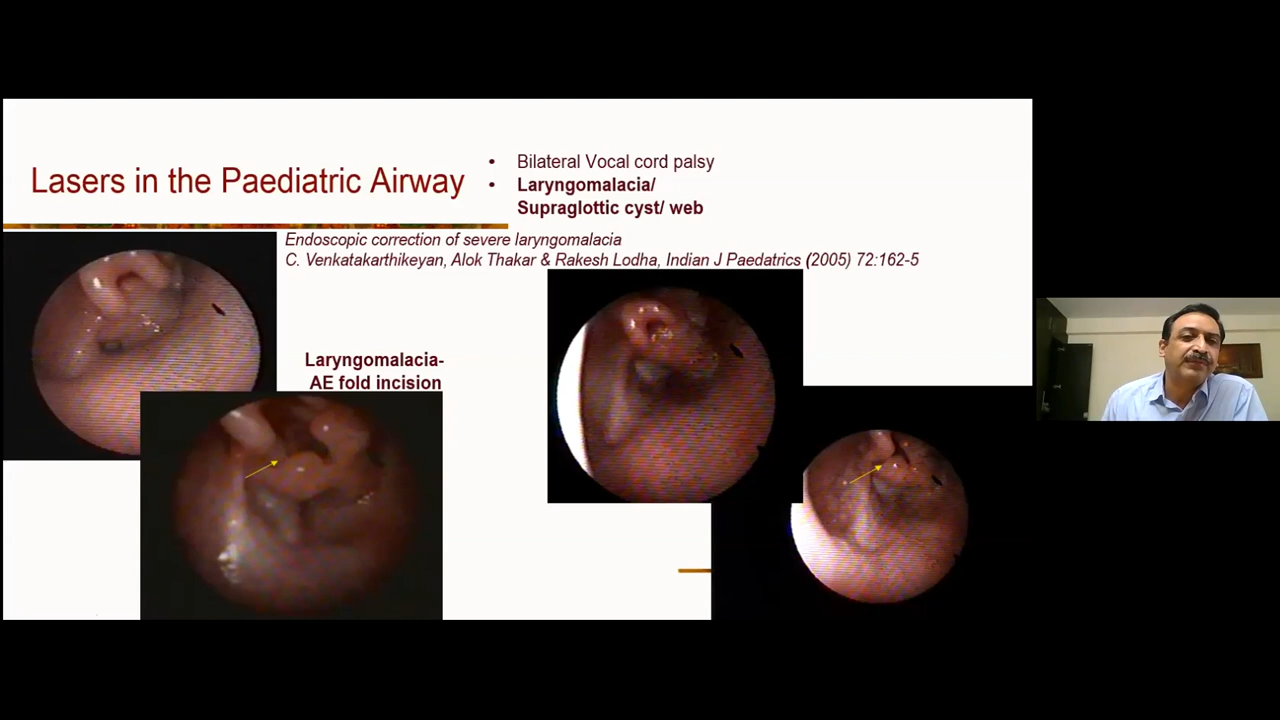 Lasers in the Paediatric Airway
• Bilateral Vocal cord palsy
• Laryngomalacia/
Supraglottic cyst/ web
Endoscopic correction of severe laryngomalacia
C. Venkatakarthikeyan, Alok Thakar & Rakesh Lodha, Indian J Paedatrics (2005) 72:162-5
Laryngomalacia-
AE fold incision